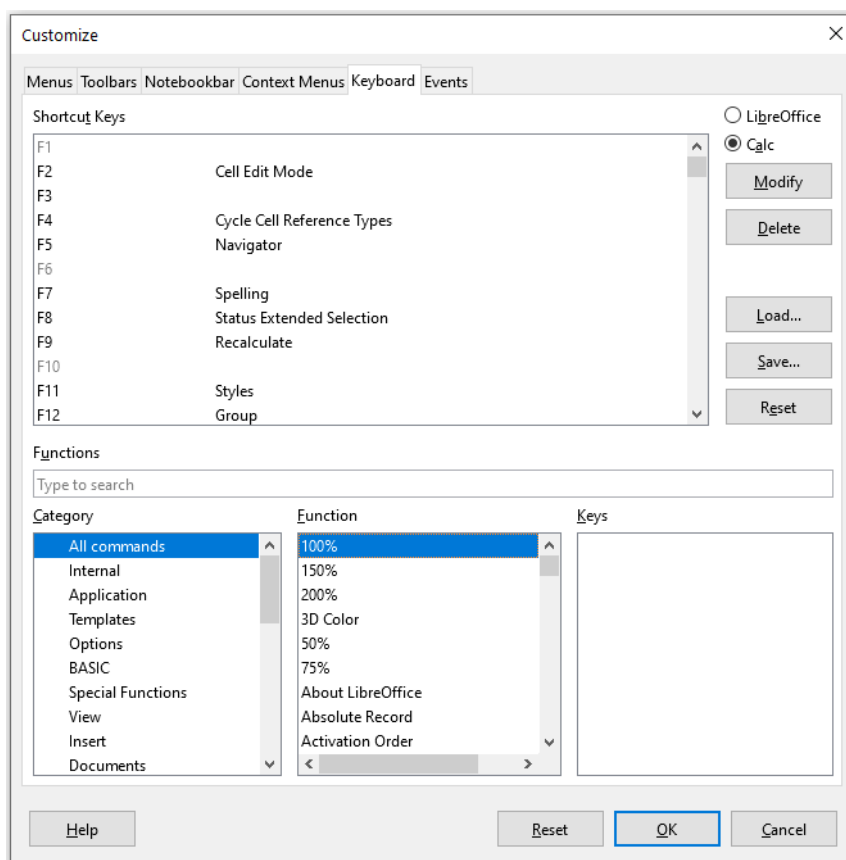 Customize
Menus Toolbars Notebookbar Context Menus Keyboard Events
Shortcut Keys
LibreOffice
Calc
F1
F2 Cell Edit Mode
F3
F4 Cycle Cell Reference Types
F5 Navigator
F6
F7 Spelling
F8 Status Extended Selection
F9 Recalculate
F10
F11 Styles
F12 Group
Modify
Delete
Load...
Save...
Reset
Functions
Type to search
Category
All commands
Internal
Application
Templates
Options
BASIC
Special Functions
View
Insert
Documents
Function
100%
150%
200%
3D Color
50%
75%
About LibreOffice
Absolute Record
Activation Order
Keys
Help Reset OK Cancel